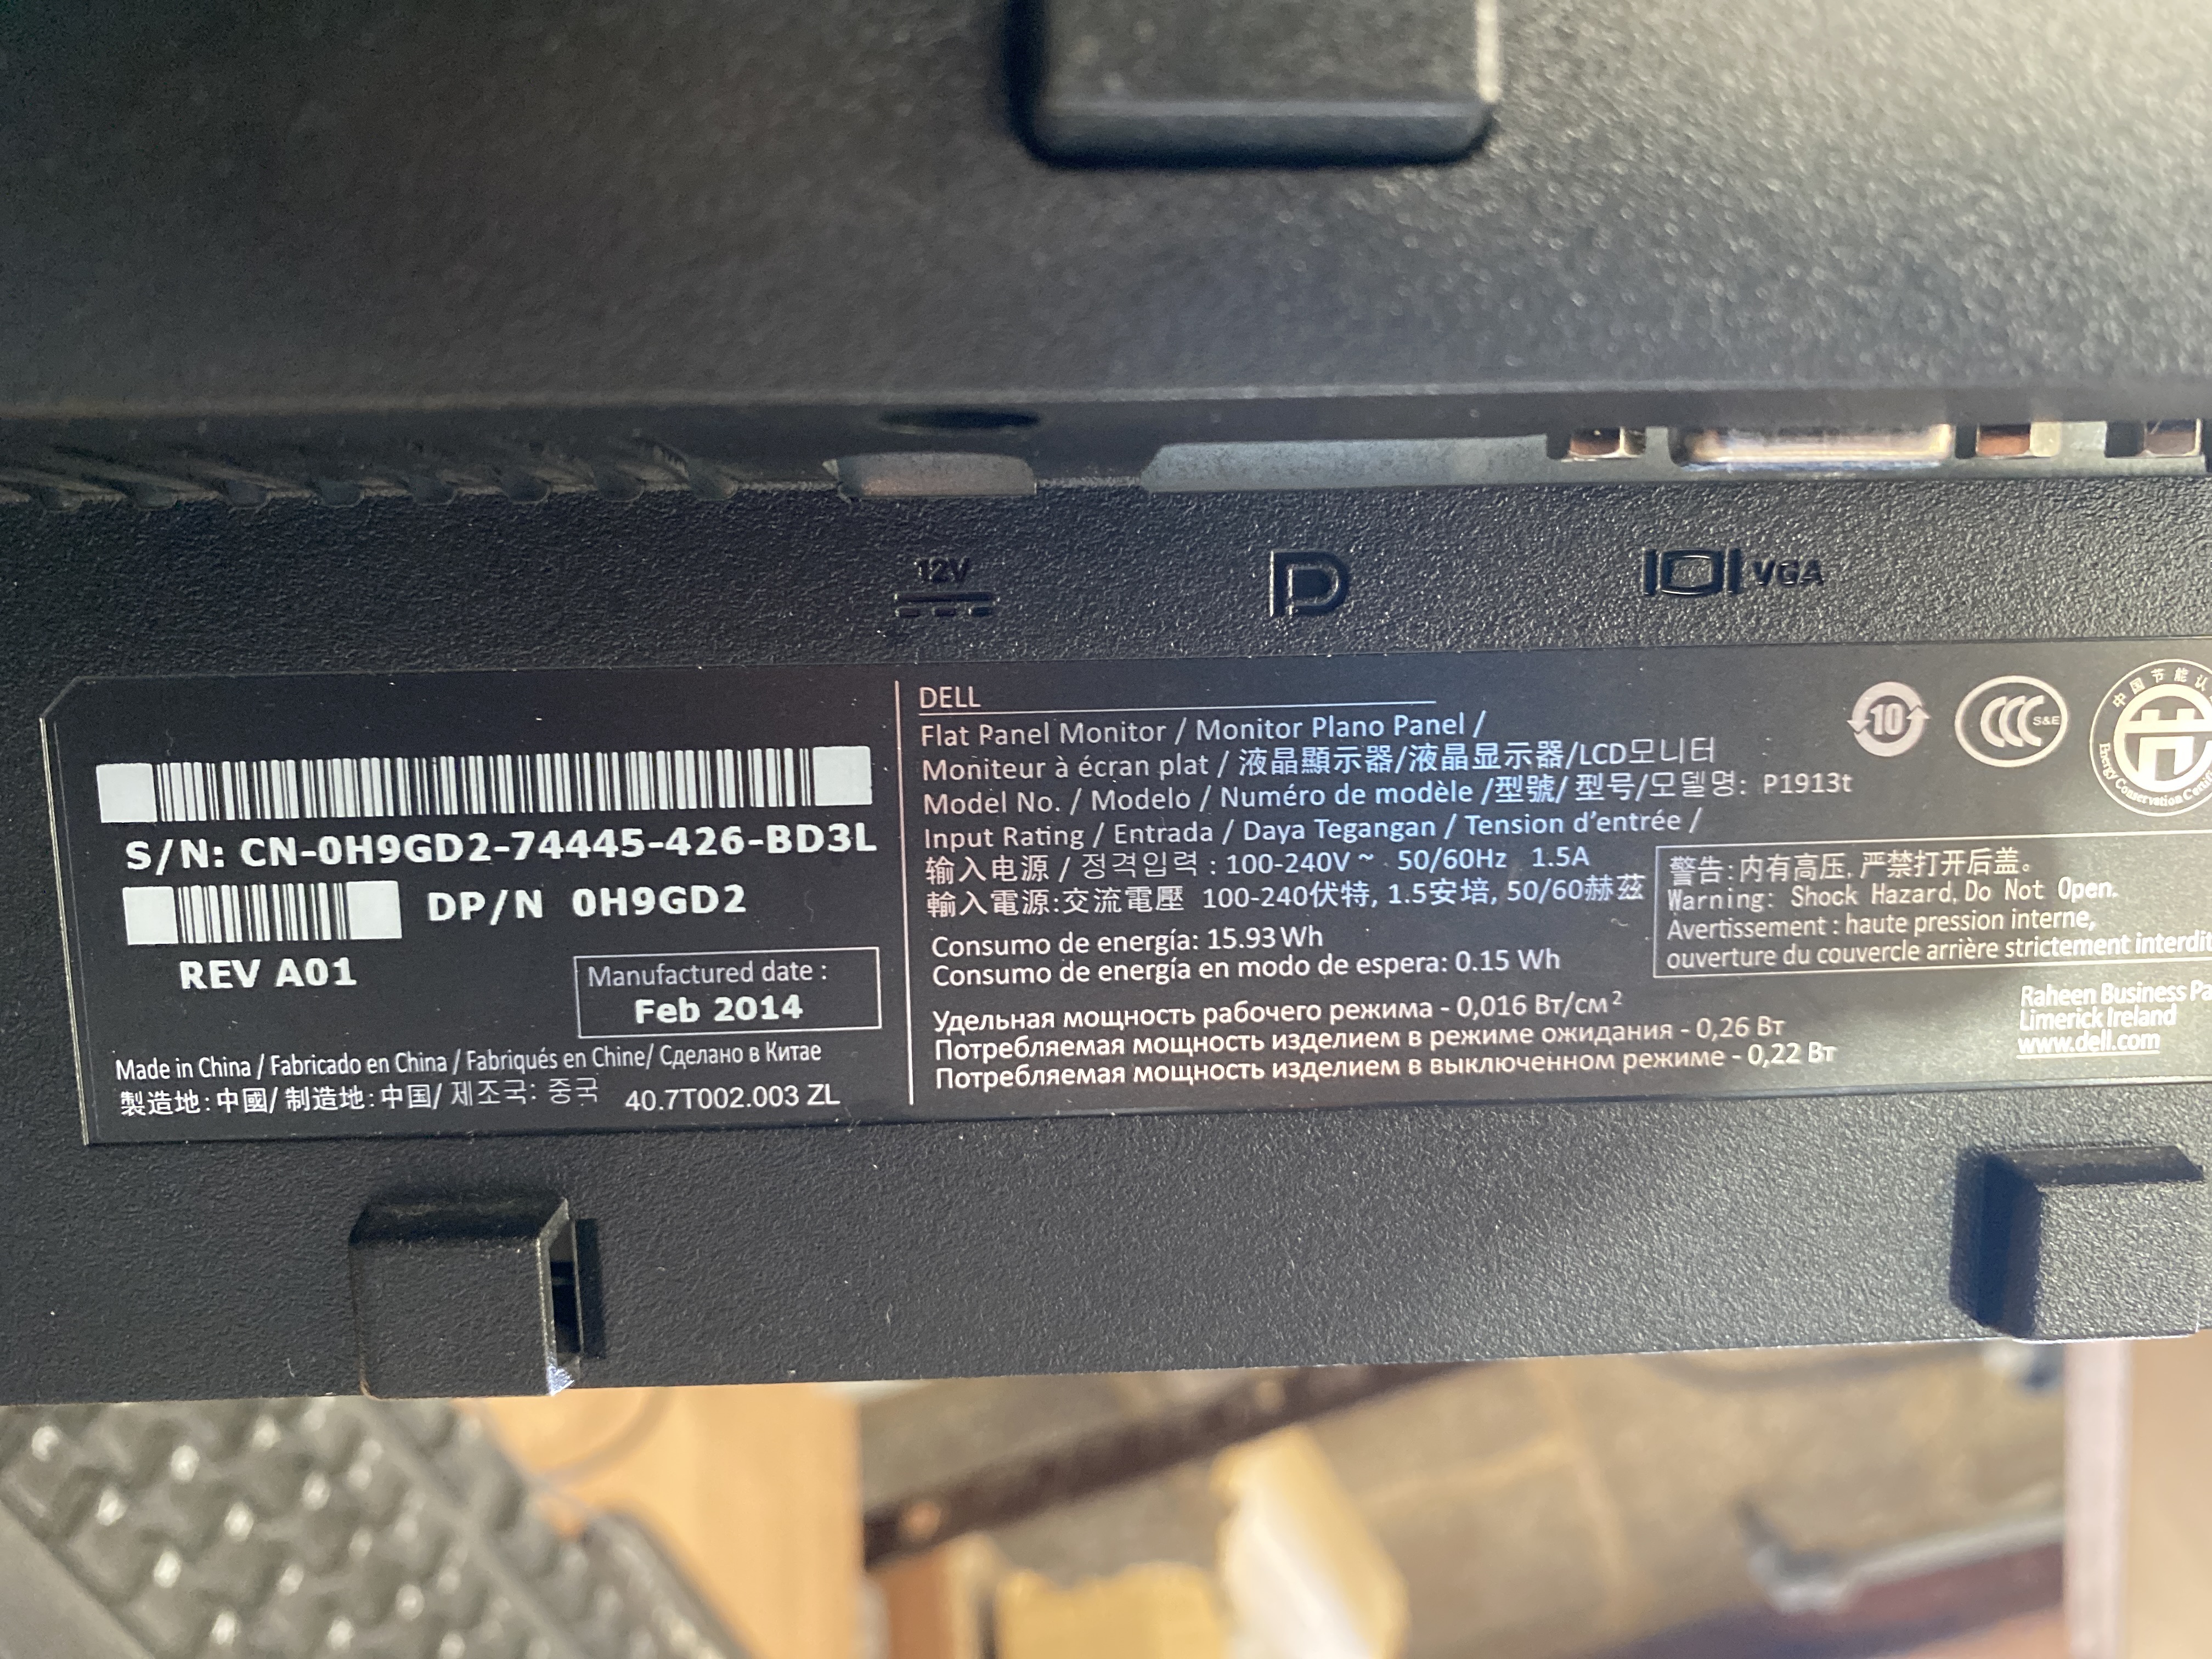 12V
VGA
S/N: CN-0H9GD2-74445-426-BD3L
DP/N 0H9GD2
REV A01
Manufactured date :
Feb 2014
Made in China / Fabricado en China / Fabriqués en Chine/ Сделано в Китае
製造地:中國/ 制造地:中国/ 제조국: 중국
40.7T002.003 ZL
DELL
Flat Panel Monitor / Monitor Plano Panel /
Moniteur à écran plat / 液晶顯示器/液晶显示器/LCD모니터
Model No. / Modelo / Numéro de modèle /型號/ 型号/모델명: P1913t
Input Rating / Entrada / Daya Tegangan / Tension d’entrée /
输入电源 / 정격입력 : 100-240V ~ 50/60Hz 1.5A
輸入電源:交流電壓 100-240伏特, 1.5安培, 50/60赫茲
Consumo de energía: 15.93 Wh
Consumo de energía en modo de espera: 0.15 Wh
Удельная мощность рабочего режима - 0,016 Вт/см²
Потребляемая мощность изделием в режиме ожидания - 0,26 Вт
Потребляемая мощность изделием в выключенном режиме - 0,22 Вт
10
S&E
中国节能认
Energy Conservation
警告:内有高压,严禁打开后盖。
Warning: Shock Hazard, Do Not Open.
Avertissement : haute pression interne,
ouverture du couvercle arrière strictement interdit
Raheen Business Pa
Limerick Ireland
www.dell.com